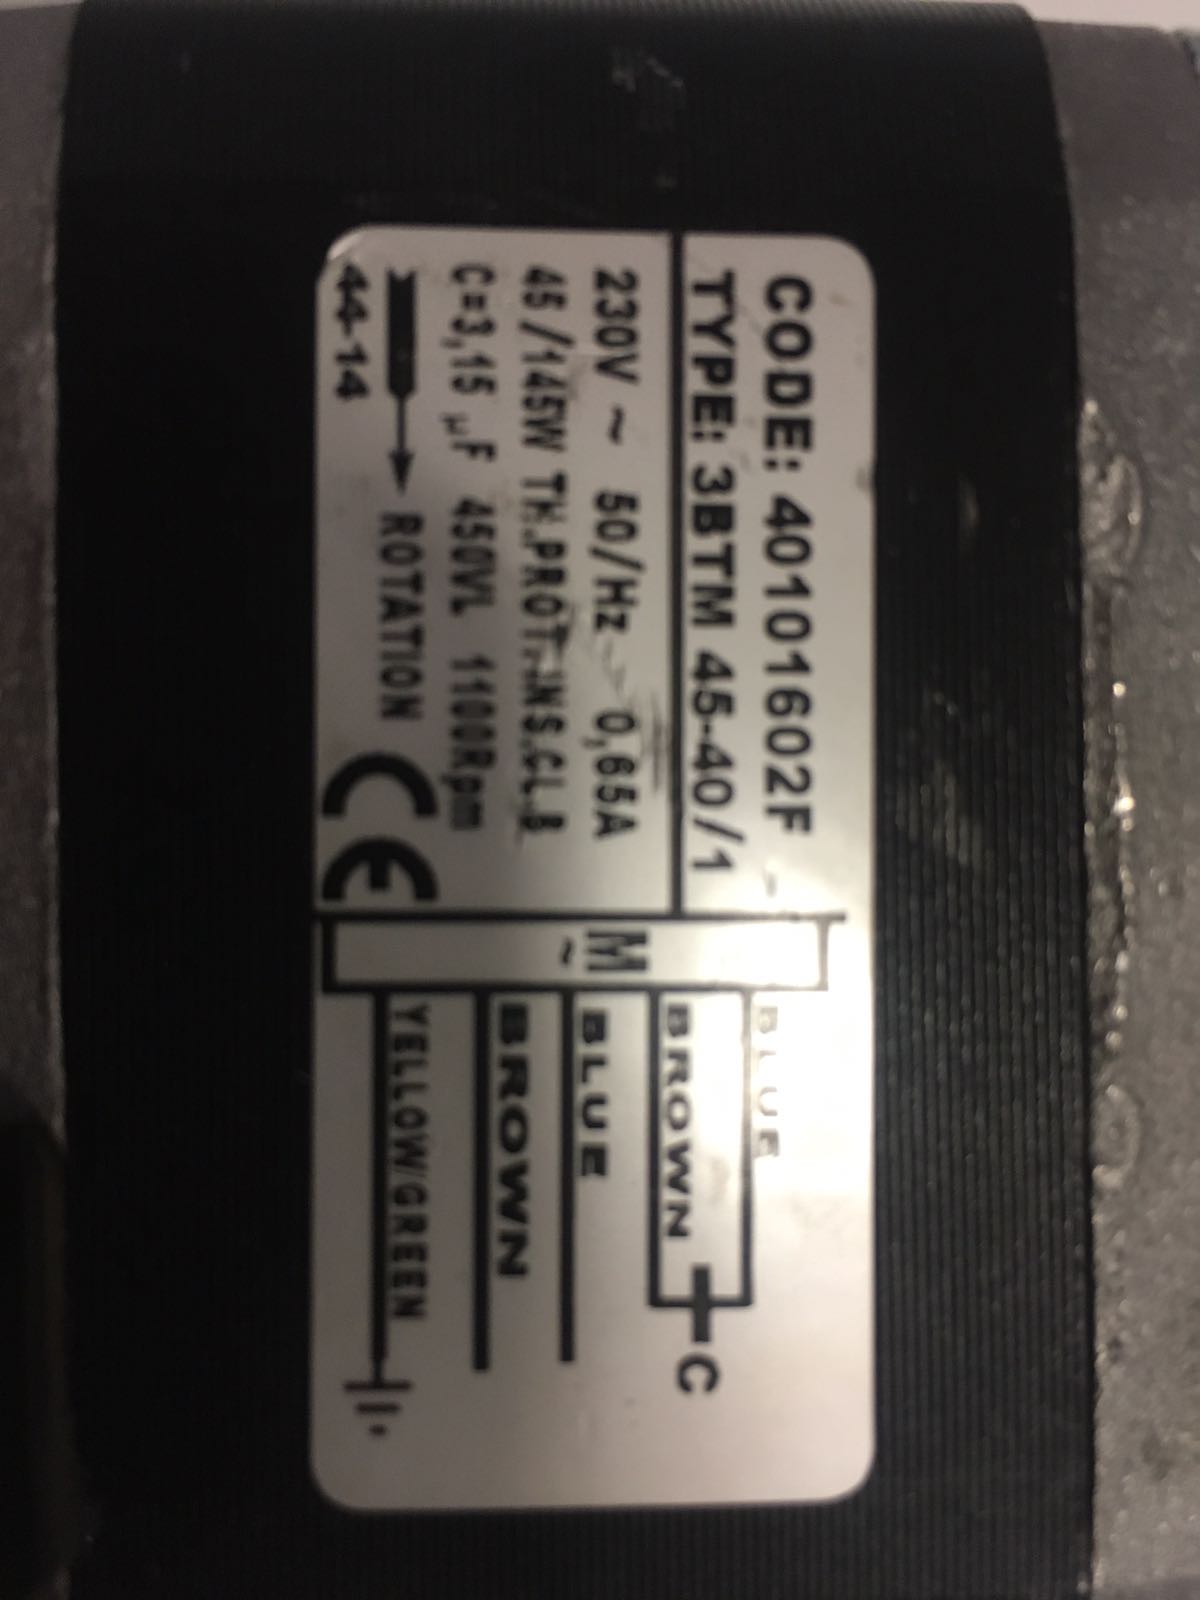 CODE: 40101602F
TYPE: 3BTM 45-40/1
230V ~ 50/Hz 0,65A
45/145W TH.PROT.INS.CL.B
C=3,15 µF 450VL 1100Rpm
ROTATION
44-14
CE
M
~
BLUE
BROWN
C
BLUE
BROWN
YELLOW/GREEN